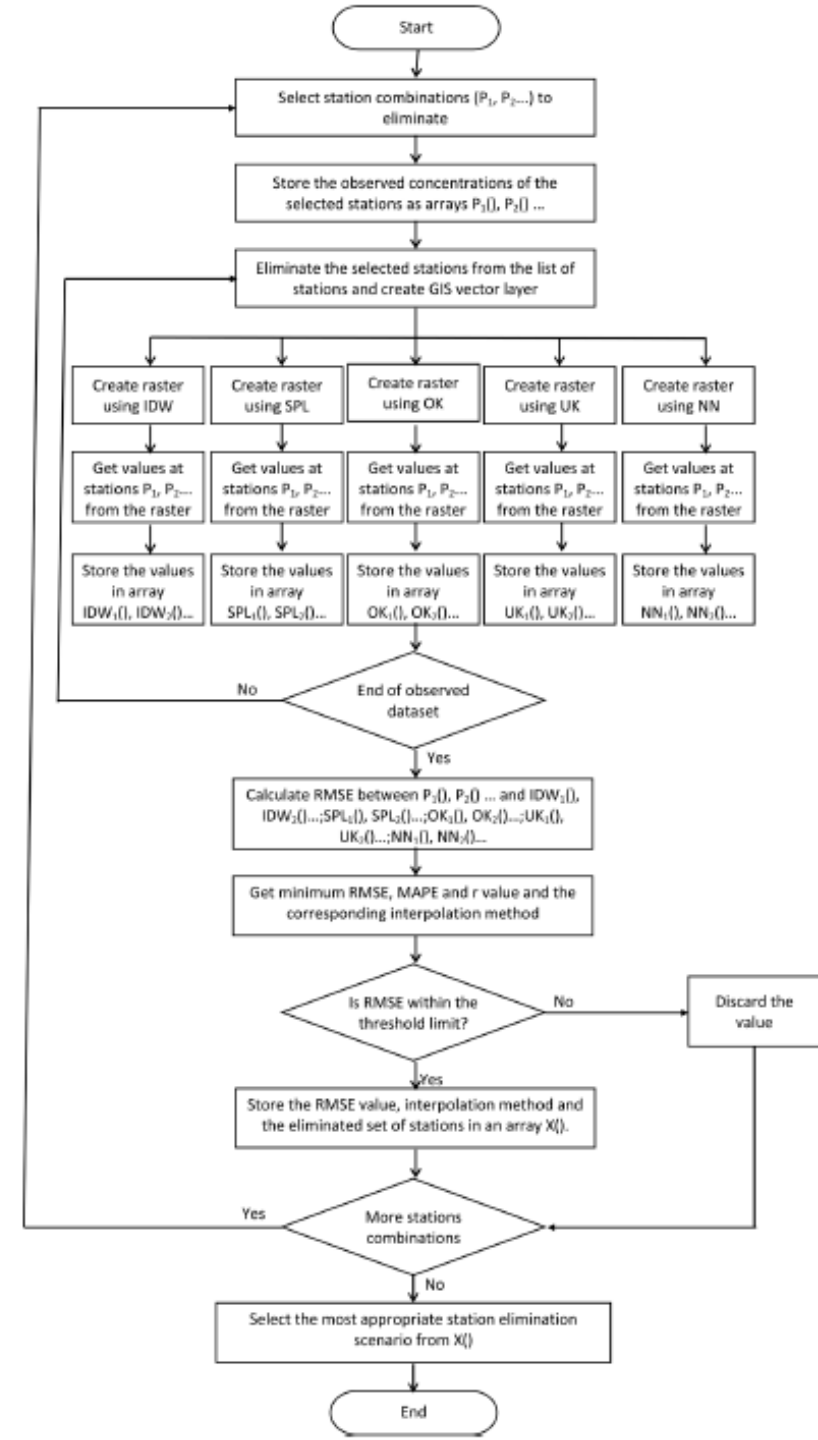 Start
Select station combinations (P₁, P₂...) to
eliminate
Store the observed concentrations of the
selected stations as arrays P₁(), P₂() ...
Eliminate the selected stations from the list of
stations and create GIS vector layer
Create raster
using IDW
Create raster
using SPL
Create raster
using OK
Create raster
using UK
Create raster
using NN
Get values at
stations P₁, P₂...
from the raster
Get values at
stations P₁, P₂...
from the raster
Get values at
stations P₁, P₂...
from the raster
Get values at
stations P₁, P₂...
from the raster
Get values at
stations P₁, P₂...
from the raster
Store the values
in array
IDW₁(), IDW₂()...
Store the values
in array
SPL₁(), SPL₂()...
Store the values
in array
OK₁(), OK₂()...
Store the values
in array
UK₁(), UK₂()...
Store the values
in array
NN₁(), NN₂()...
No
End of observed
dataset
Yes
Calculate RMSE between P₁(), P₂() ... and IDW₁(),
IDW₂()...;SPL₁(), SPL₂()...;OK₁(), OK₂()...;UK₁(),
UK₂()...;NN₁(), NN₂()...
Get minimum RMSE, MAPE and r value and the
corresponding interpolation method
Is RMSE within the
threshold limit?
No
Discard the
value
Yes
Store the RMSE value, interpolation method and
the eliminated set of stations in an array X().
Yes
More stations
combinations
No
Select the most appropriate station elimination
scenario from X()
End